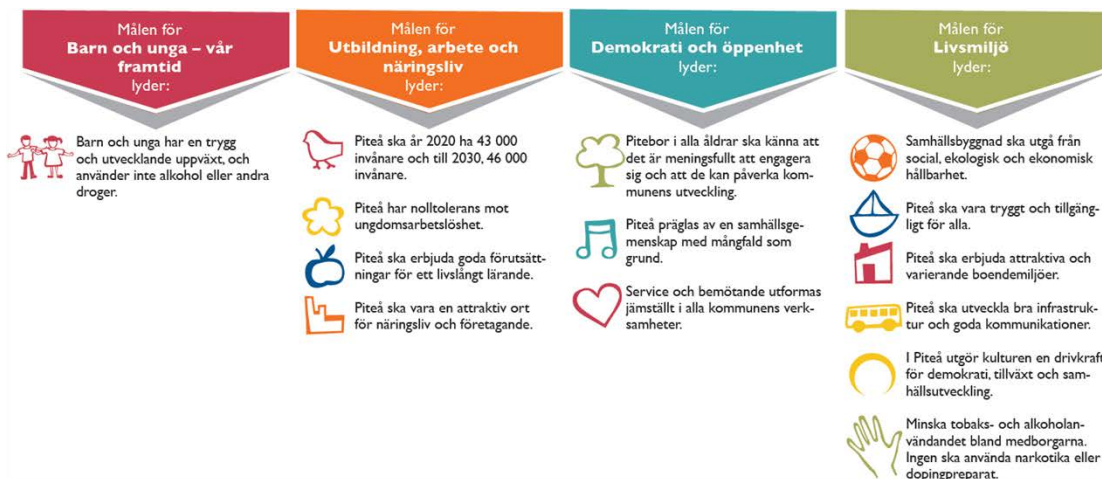 Målen för
Barn och unga – vår
framtid
lyder:
Barn och unga har en trygg
och utvecklande uppväxt, och
använder inte alkohol eller andra
droger.
Målen för
Utbildning, arbete och
näringsliv
lyder:
Piteå ska år 2020 ha 43 000
invånare och till 2030, 46 000
invånare.
Piteå har nolltolerans mot
ungdomsarbetslöshet.
Piteå ska erbjuda goda förutsätt-
ningar för ett livslångt lärande.
Piteå ska vara en attraktiv ort
för näringsliv och företagande.
Målen för
Demokrati och öppenhet
lyder:
Pitebor i alla åldrar ska känna att
det är meningsfullt att engagera
sig och att de kan påverka kom-
munens utveckling.
Piteå präglas av en samhällsge-
menskap med mångfald som
grund.
Service och bemötande utformas
jämställt i alla kommunens verk-
samheter.
Målen för
Livsmiljö
lyder:
Samhällsbyggnad ska utgå från
social, ekologisk och ekonomisk
hållbarhet.
Piteå ska vara tryggt och tillgäng-
ligt för alla.
Piteå ska erbjuda attraktiva och
varierande boendemiljöer.
Piteå ska utveckla bra infrastruk-
tur och goda kommunikationer.
I Piteå utgör kulturen en drivkraft
för demokrati, tillväxt och sam-
hällsutveckling.
Minska tobaks- och alkoholan-
vändandet bland medborgarna.
Ingen ska använda narkotika eller
dopingpreparat.